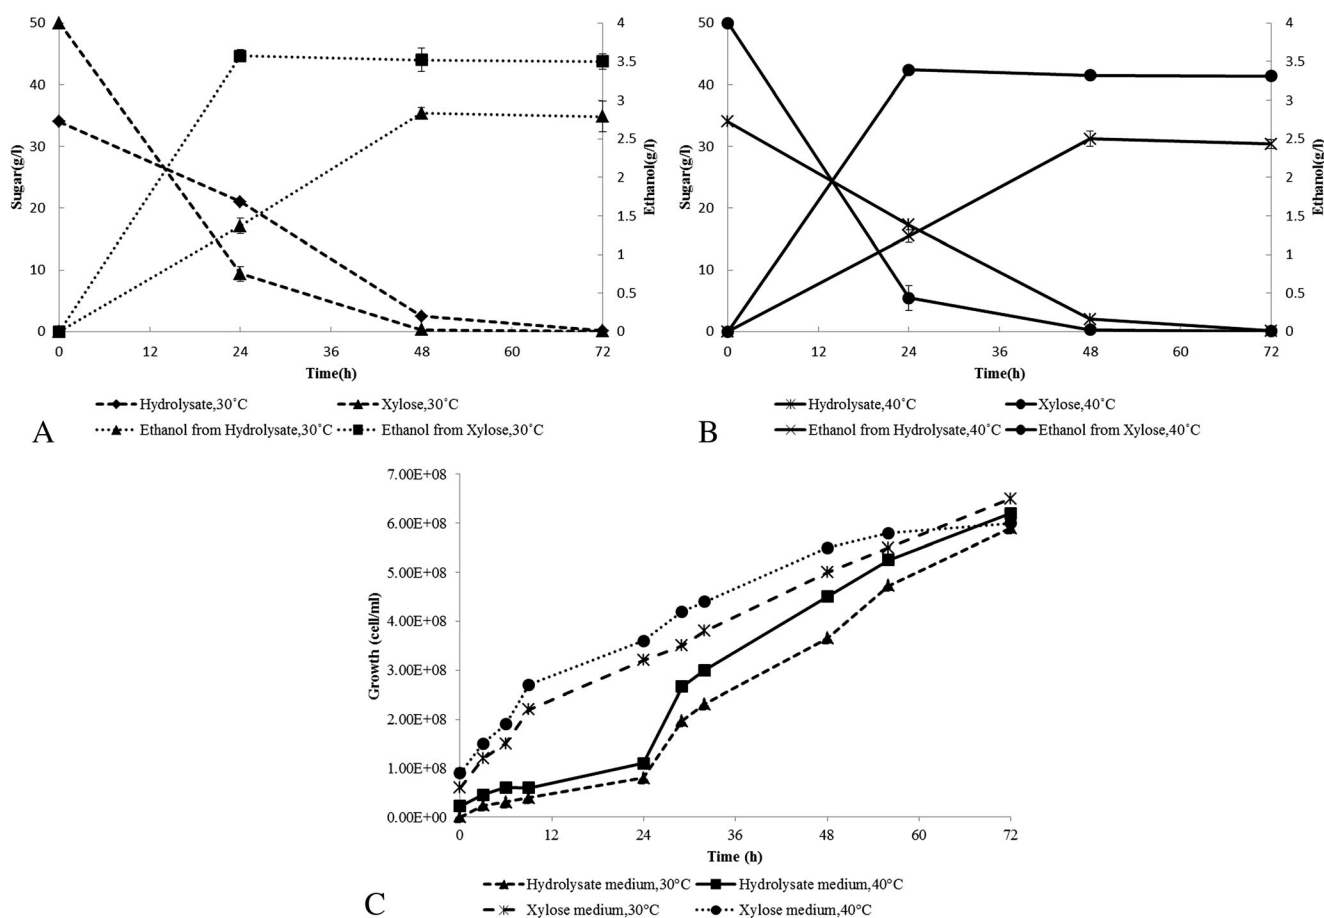 50
40
30
20
10
0
Sugar(g/l)
4
3.5
3
2.5
2
1.5
1
0.5
0
Ethanol(g/l)
0 12 24 36 48 60 72
Time(h)
Hydrolysate,30˚C Xylose,30˚C
Ethanol from Hydrolysate,30˚C Ethanol from Xylose,30˚C
A
50
40
30
20
10
0
Sugar(g/l)
4
3.5
3
2.5
2
1.5
1
0.5
0
Ethanol(g/l)
0 12 24 36 48 60 72
Time(h)
Hydrolysate,40˚C Xylose,40˚C
Ethanol from Hydrolysate,40˚C Ethanol from Xylose,40˚C
B
7.00E+08
6.00E+08
5.00E+08
4.00E+08
3.00E+08
2.00E+08
1.00E+08
0.00E+00
Growth (cell/ml)
0 12 24 36 48 60 72
Time (h)
Hydrolysate medium,30°C Hydrolysate medium,40°C
Xylose medium,30°C Xylose medium,40°C
C